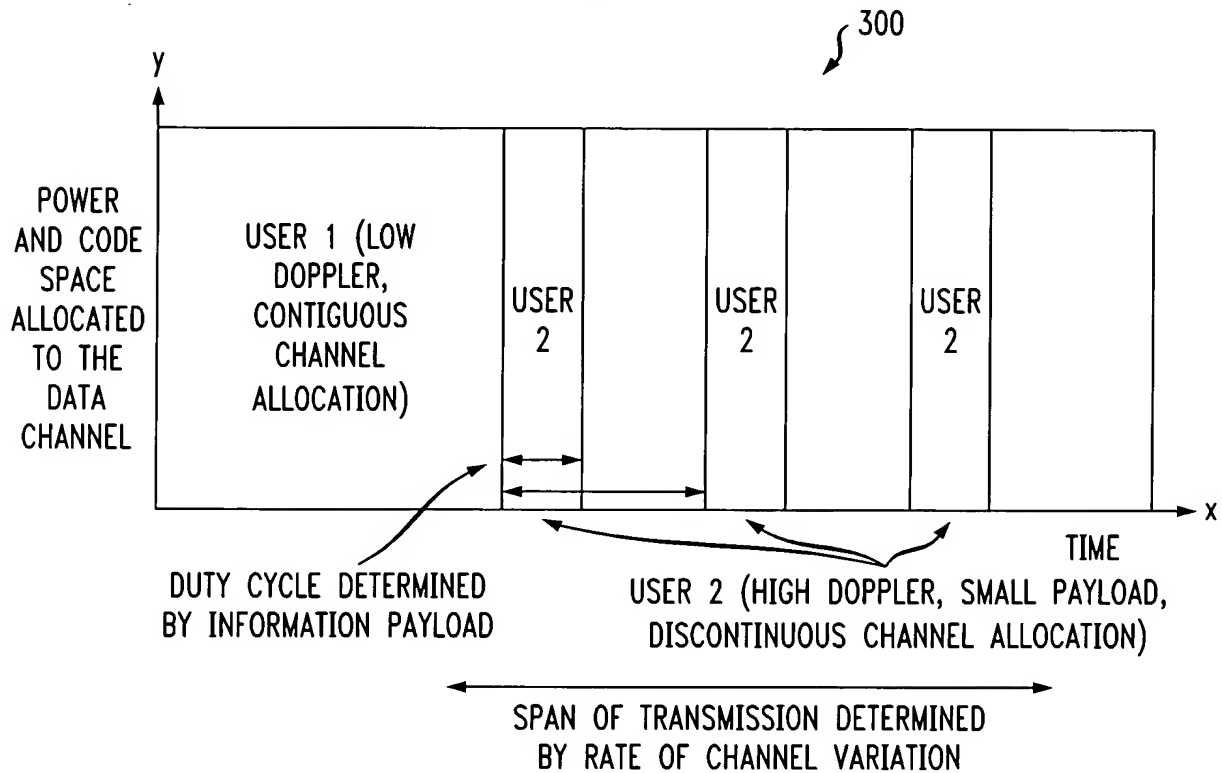 300
y
POWER
AND CODE
SPACE
ALLOCATED
TO THE
DATA
CHANNEL
USER 1 (LOW
DOPPLER,
CONTIGUOUS
CHANNEL
ALLOCATION)
USER
2
USER
2
USER
2
x
TIME
DUTY CYCLE DETERMINED
BY INFORMATION PAYLOAD
USER 2 (HIGH DOPPLER, SMALL PAYLOAD,
DISCONTINUOUS CHANNEL ALLOCATION)
SPAN OF TRANSMISSION DETERMINED
BY RATE OF CHANNEL VARIATION